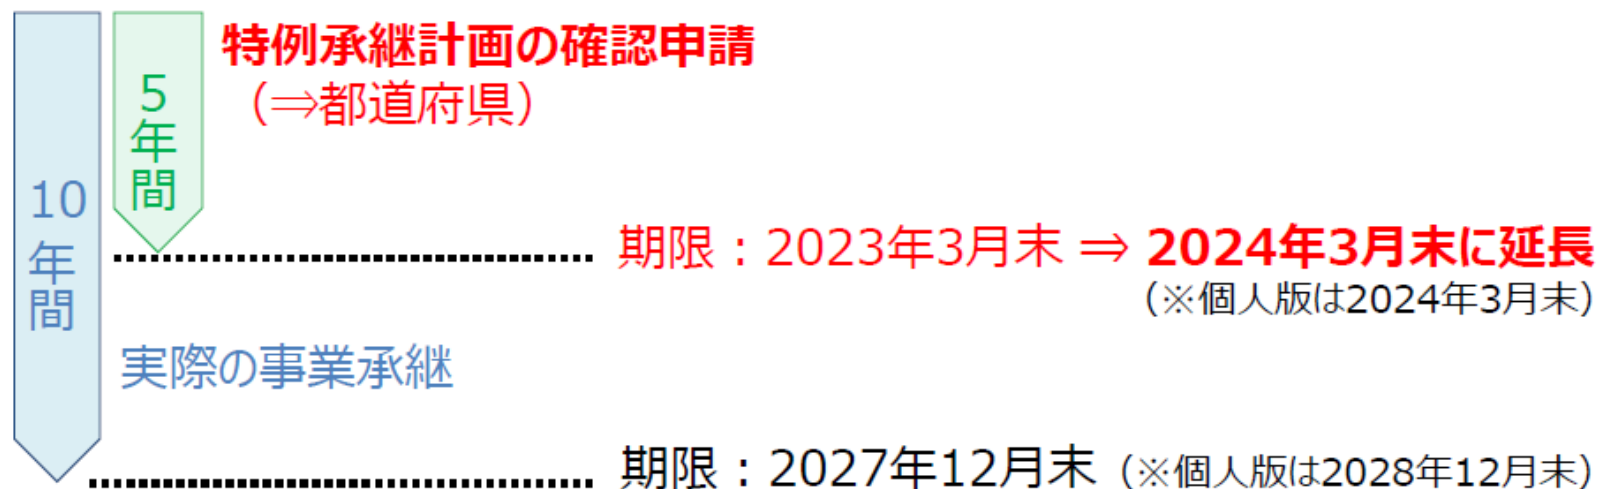 特例承継計画の確認申請
（⇒都道府県）
5年間
10年間
期限：2023年3月末 ⇒ 2024年3月末に延長
（※個人版は2024年3月末）
実際の事業承継
期限：2027年12月末（※個人版は2028年12月末）